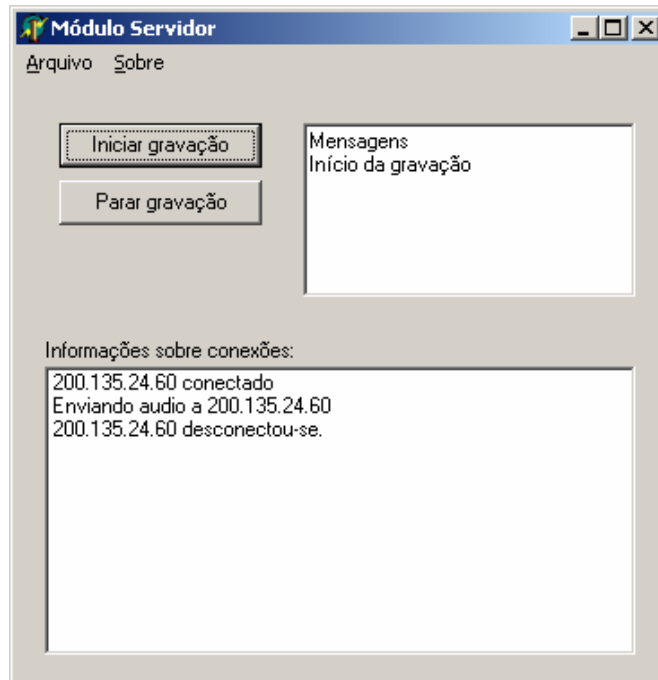 Módulo Servidor
Arquivo Sobre
Iniciar gravação
Parar gravação
Mensagens
Início da gravação
Informações sobre conexões:
200.135.24.60 conectado
Enviando audio a 200.135.24.60
200.135.24.60 desconectou-se.